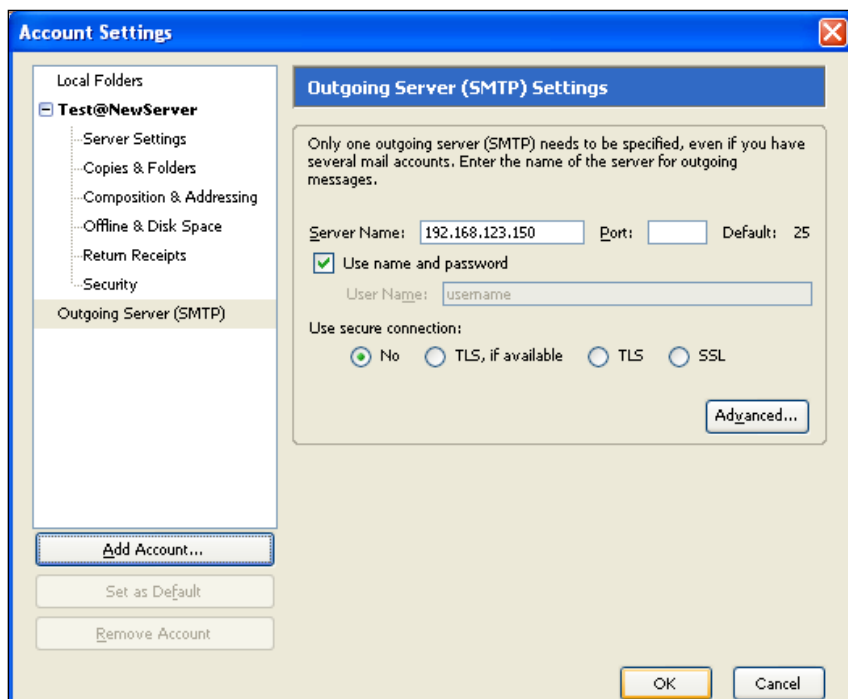 Account Settings
Local Folders
Test@NewServer
Server Settings
Copies & Folders
Composition & Addressing
Offline & Disk Space
Return Receipts
Security
Outgoing Server (SMTP)
Add Account...
Set as Default
Remove Account
Outgoing Server (SMTP) Settings
Only one outgoing server (SMTP) needs to be specified, even if you have
several mail accounts. Enter the name of the server for outgoing
messages.
Server Name: 192.168.123.150 Port: Default: 25
Use name and password
User Name: username
Use secure connection:
No TLS, if available TLS SSL
Advanced...
OK Cancel